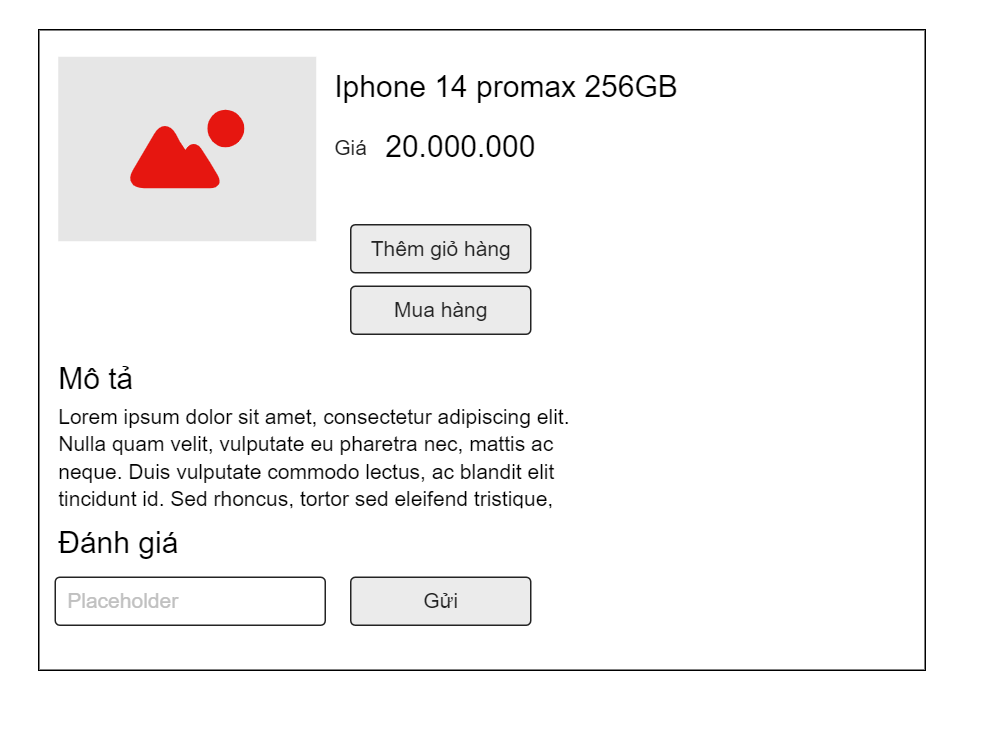 Iphone 14 promax 256GB
Giá 20.000.000
Thêm giỏ hàng
Mua hàng
Mô tả
Lorem ipsum dolor sit amet, consectetur adipiscing elit.
Nulla quam velit, vulputate eu pharetra nec, mattis ac
neque. Duis vulputate commodo lectus, ac blandit elit
tincidunt id. Sed rhoncus, tortor sed eleifend tristique,
Đánh giá
Placeholder Gửi